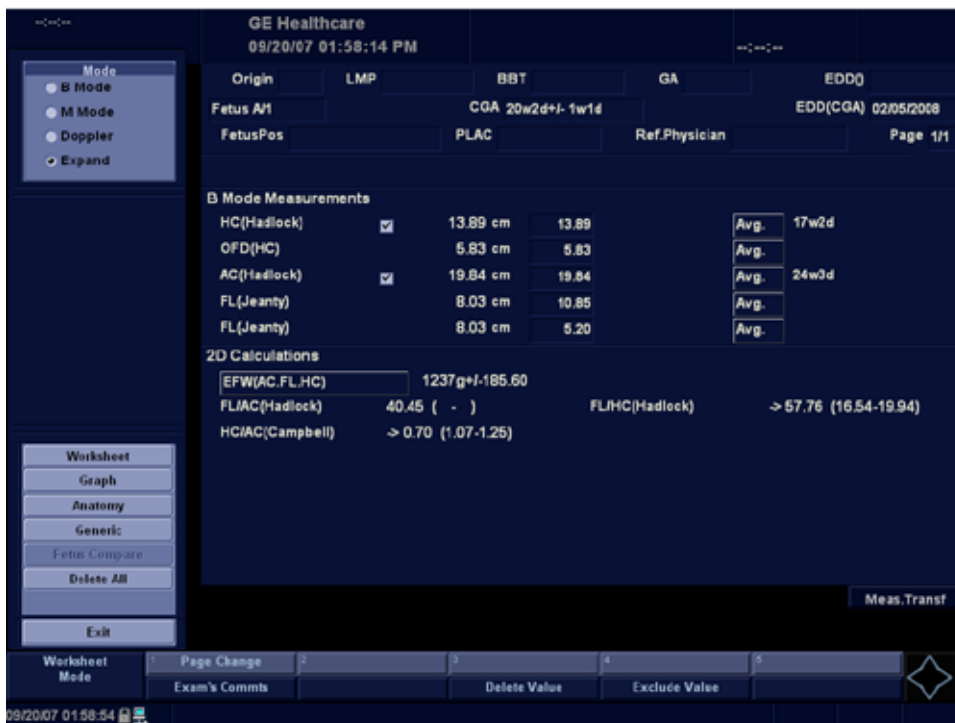 --:--:--
GE Healthcare
09/20/07 01:58:14 PM
--:--:--
Mode
B Mode
M Mode
Doppler
Expand
Origin LMP BBT GA EDD()
Fetus A/1 CGA 20w2d+/- 1w1d EDD(CGA) 02/05/2008
FetusPos PLAC Ref.Physician Page 1/1
B Mode Measurements
HC(Hadlock) 13.89 cm 13.89 Avg. 17w2d
OFD(HC) 5.83 cm 5.83 Avg.
AC(Hadlock) 19.84 cm 19.84 Avg. 24w3d
FL(Jeanty) 8.03 cm 10.85 Avg.
FL(Jeanty) 8.03 cm 5.20 Avg.
2D Calculations
EFW(AC.FL.HC) 1237g+/-185.60
FL/AC(Hadlock) 40.45 ( - ) FL/HC(Hadlock) -> 57.76 (16.54-19.94)
HC/AC(Campbell) -> 0.70 (1.07-1.25)
Worksheet
Graph
Anatomy
Generic
Fetus Compare
Delete All
Exit
Meas.Transf
Worksheet Mode
1 Page Change 2 3 4 5
Exam's Commts Delete Value Exclude Value
09/20/07 01:58:54